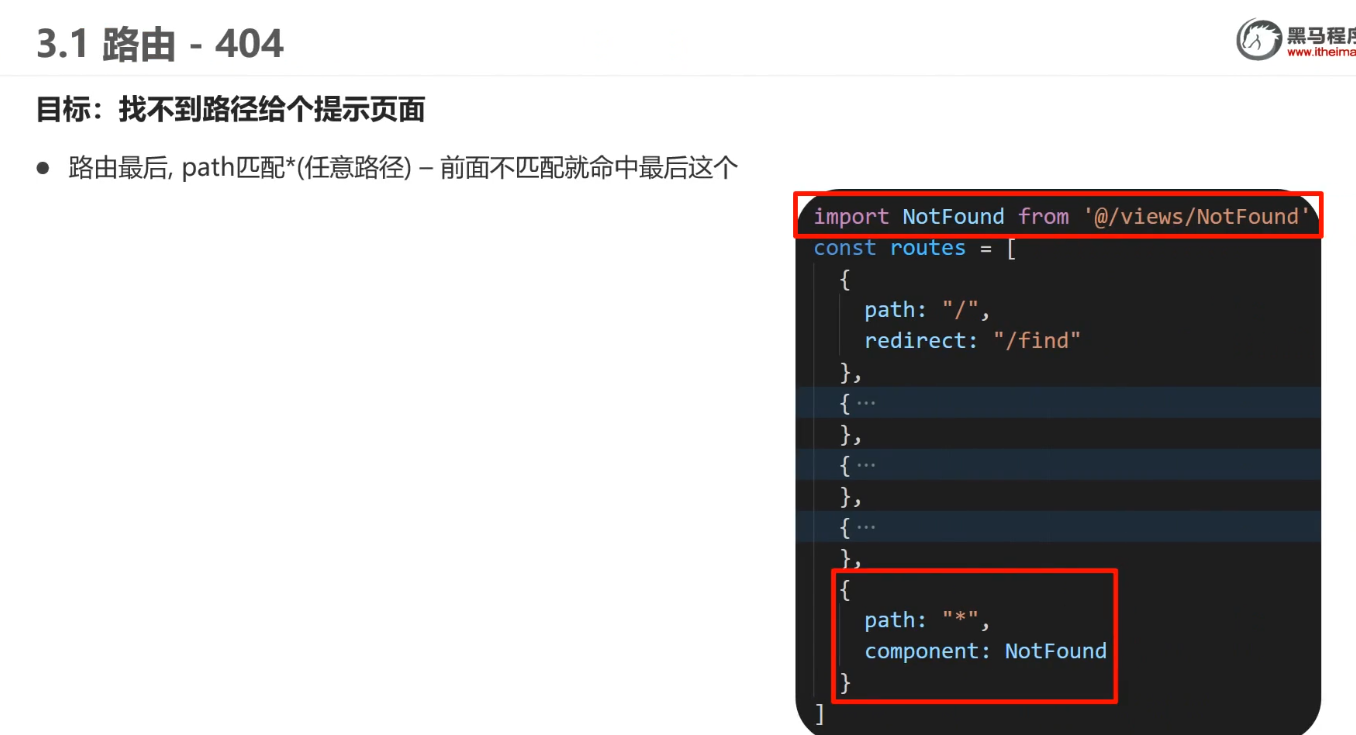 3.1 路由 - 404
黑马程序
www.itheima
目标：找不到路径给个提示页面
● 路由最后, path匹配*(任意路径) – 前面不匹配就命中最后这个
import NotFound from '@/views/NotFound'
const routes = [
{
path: "/",
redirect: "/find"
},
{ ···
},
{ ···
},
{ ···
},
{
path: "*",
component: NotFound
}
]